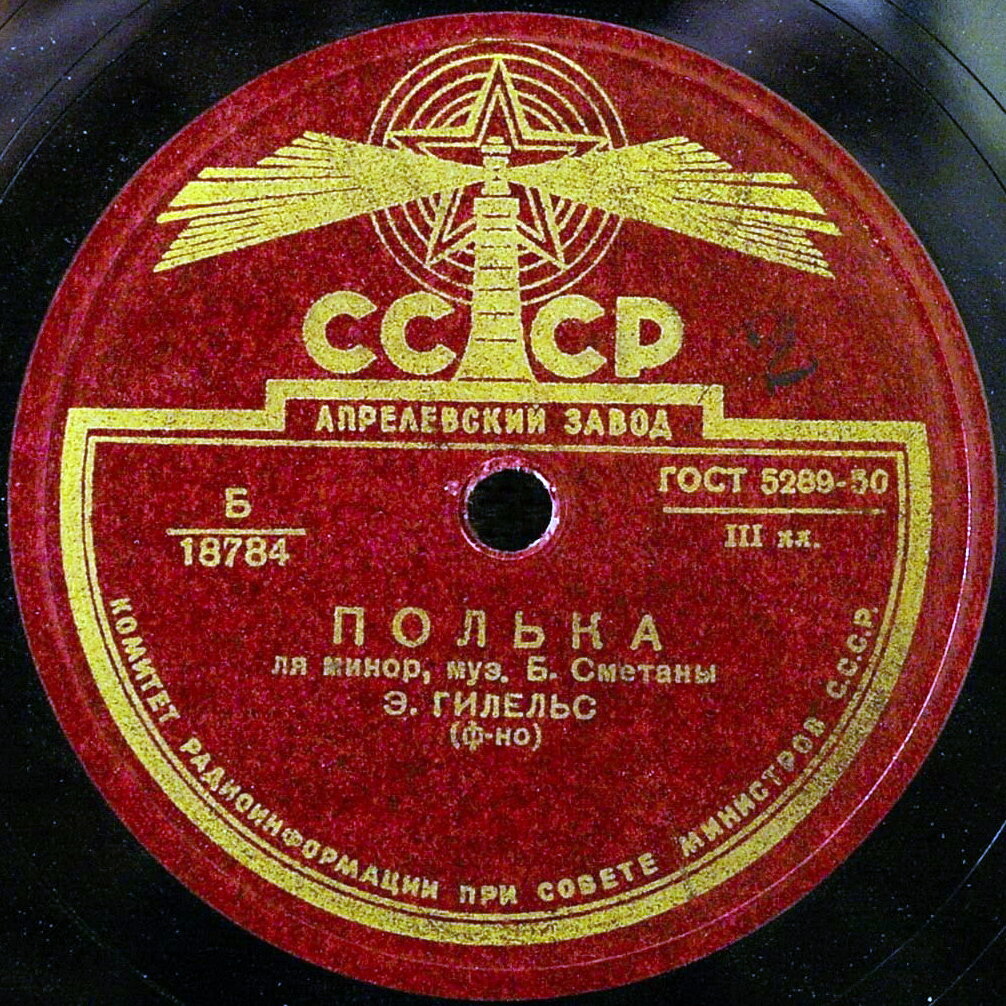 СССР
АПРЕЛЕВСКИЙ ЗАВОД
Б
18784
ГОСТ 5289-50
III кл.
ПОЛЬКА
ля минор, муз. Б. Сметаны
Э. ГИЛЕЛЬС
(ф-но)
КОМИТЕТ РАДИОИНФОРМАЦИИ ПРИ СОВЕТЕ МИНИСТРОВ С.С.С.Р.
2